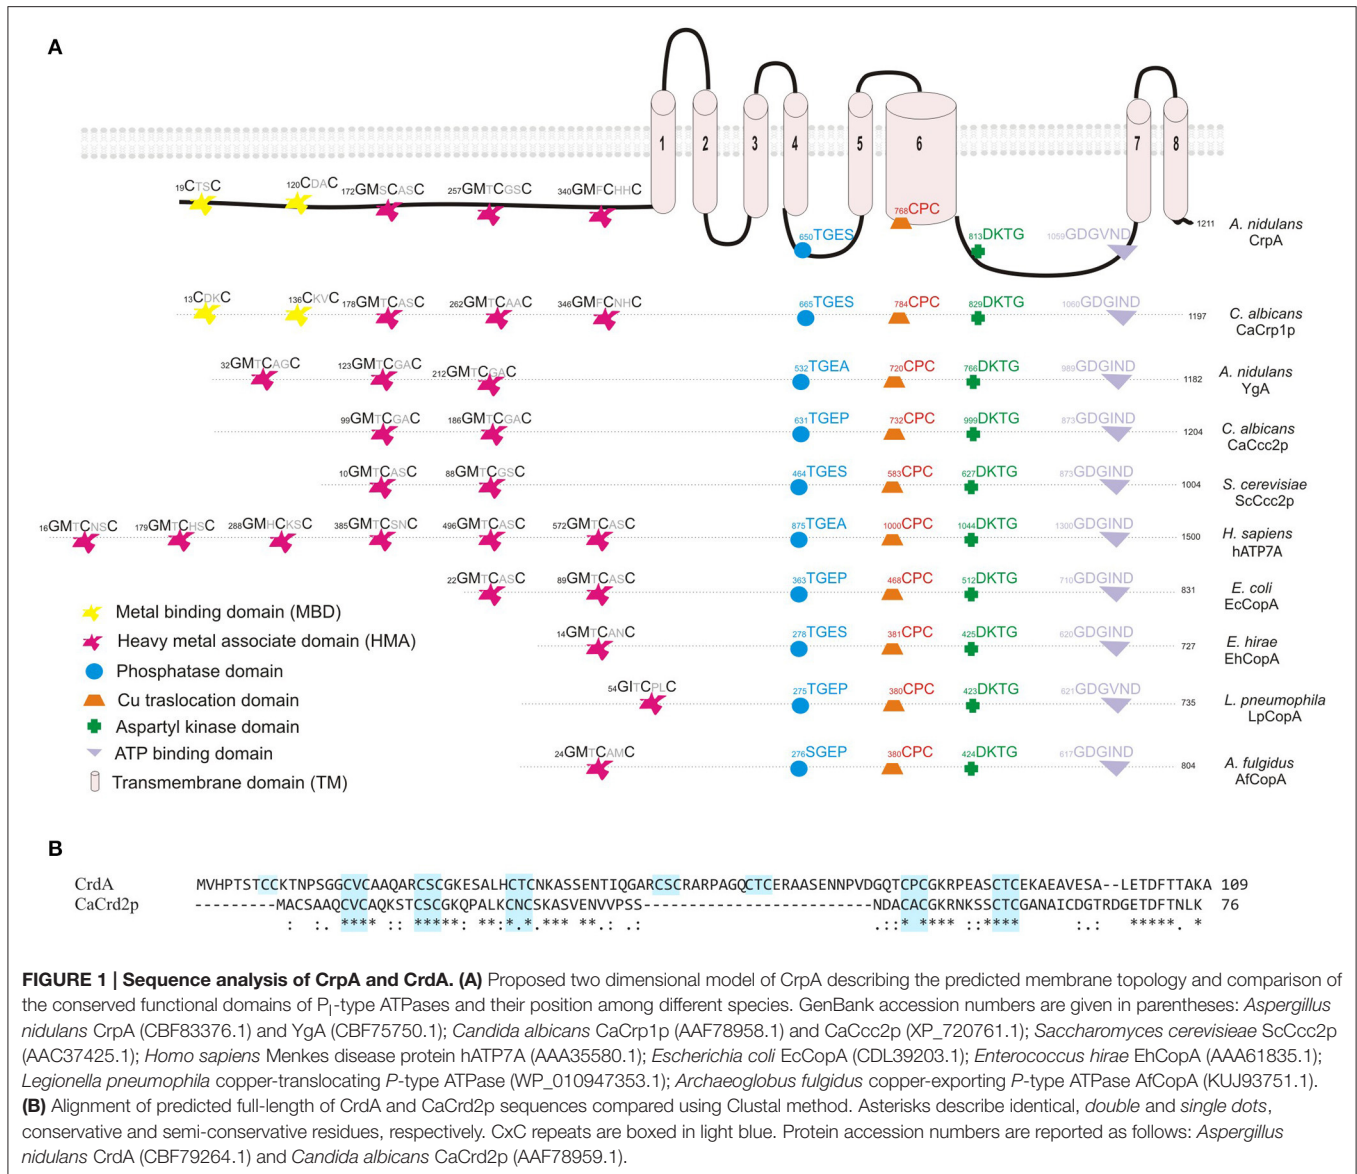 A
1 2 3 4 5 6 7 8
19CTSC 120CDAC 172GMSCASC 257GMTCGSC 340GMFCHHC 650TGES 768CPC 813DKTG 1059GDGVND 1211 A. nidulans
CrpA
13CDKC 136CKVC 178GMTCASC 262GMTCAAC 346GMFCNHC 665TGES 784CPC 829DKTG 1060GDGIND 1197 C. albicans
CaCrp1p
32GMTCAGC 123GMTCGAC 212GMTCGAC 532TGEA 720CPC 766DKTG 989GDGIND 1182 A. nidulans
YgA
99GMTCGAC 186GMTCGAC 631TGEP 732CPC 999DKTG 873GDGIND 1204 C. albicans
CaCcc2p
10GMTCASC 88GMTCGSC 464TGES 583CPC 627DKTG 873GDGIND 1004 S. cerevisiae
ScCcc2p
16GMTCNSC 179GMTCHSC 288GMHCKSC 385GMTCSNC 496GMTCASC 572GMTCASC 875TGEA 1000CPC 1044DKTG 1300GDGIND 1500 H. sapiens
hATP7A
22GMTCASC 89GMTCASC 363TGEP 468CPC 512DKTG 710GDGIND 831 E. coli
EcCopA
14GMTCANC 278TGES 381CPC 425DKTG 620GDGIND 727 E. hirae
EhCopA
54GITCPLC 275TGEP 380CPC 423DKTG 621GDGVND 735 L. pneumophila
LpCopA
24GMTCAMC 276SGEP 380CPC 424DKTG 617GDGIND 804 A. fulgidus
AfCopA
Metal binding domain (MBD)
Heavy metal associate domain (HMA)
Phosphatase domain
Cu traslocation domain
Aspartyl kinase domain
ATP binding domain
Transmembrane domain (TM)
B
CrdA MVHPTSTCCKTNPSGGCVCAAQARCSCGKESALHCTCNKASSENTIQGARCSCRARPAGQCTCERAASENNPVDGQTCPCGKRPEASCTCEKAEAVESA--LETDFTTAKA 109
CaCrd2p ---------MACSAAQCVCAQKSTCSCGKQPALKCNCSKASVENVVPSS-------------------------NDACACGKRNKSSCTCGANAICDGTRDGETDFTNLK 76
: :. **** :: ****** **:*.*.*** **:: .: .:::* **** ::**** :.: *****. *
FIGURE 1 | Sequence analysis of CrpA and CrdA. (A) Proposed two dimensional model of CrpA describing the predicted membrane topology and comparison of
the conserved functional domains of PI-type ATPases and their position among different species. GenBank accession numbers are given in parentheses: Aspergillus
nidulans CrpA (CBF83376.1) and YgA (CBF75750.1); Candida albicans CaCrp1p (AAF78958.1) and CaCcc2p (XP_720761.1); Saccharomyces cerevisieae ScCcc2p
(AAC37425.1); Homo sapiens Menkes disease protein hATP7A (AAA35580.1); Escherichia coli EcCopA (CDL39203.1); Enterococcus hirae EhCopA (AAA61835.1);
Legionella pneumophila copper-translocating P-type ATPase (WP_010947353.1); Archaeoglobus fulgidus copper-exporting P-type ATPase AfCopA (KUJ93751.1).
(B) Alignment of predicted full-length of CrdA and CaCrd2p sequences compared using Clustal method. Asterisks describe identical, double and single dots,
conservative and semi-conservative residues, respectively. CxC repeats are boxed in light blue. Protein accession numbers are reported as follows: Aspergillus
nidulans CrdA (CBF79264.1) and Candida albicans CaCrd2p (AAF78959.1).